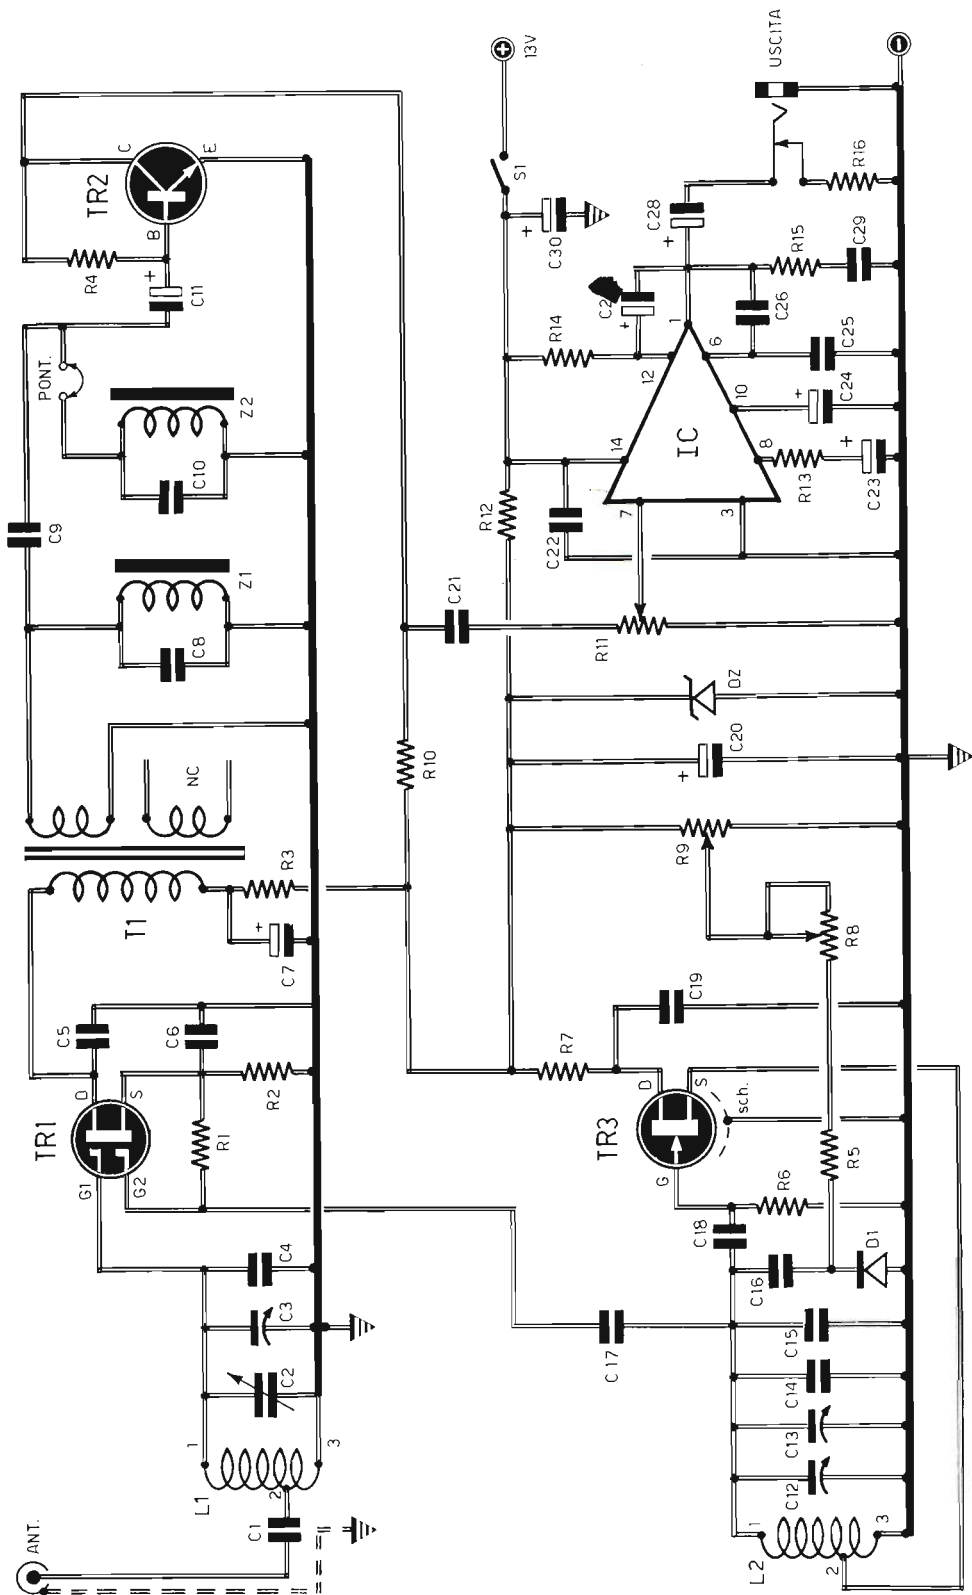 ANT.
C1
L1
1
2
3
C2
C3
C4
G1
G2
TR1
D
S
R1
R2
C5
C6
C7
+
T1
R3
NC
C8
Z1
C9
C10
Z2
PONT.
C11
+
R4
B
C
E
TR2
R10
C21
13V
+
S1
C30
+
R14
R12
C22
14
12
7
3
IC
1
6
10
8
+
C28
+
C26
R15
C29
R16
USCITA
-
C25
C24
+
R13
C23
+
R11
DZ
C20
+
R9
R8
C19
R7
D
S
G
TR3
sch.
R5
R6
C18
C17
C16
D1
C15
C14
C13
C12
L2
1
2
3